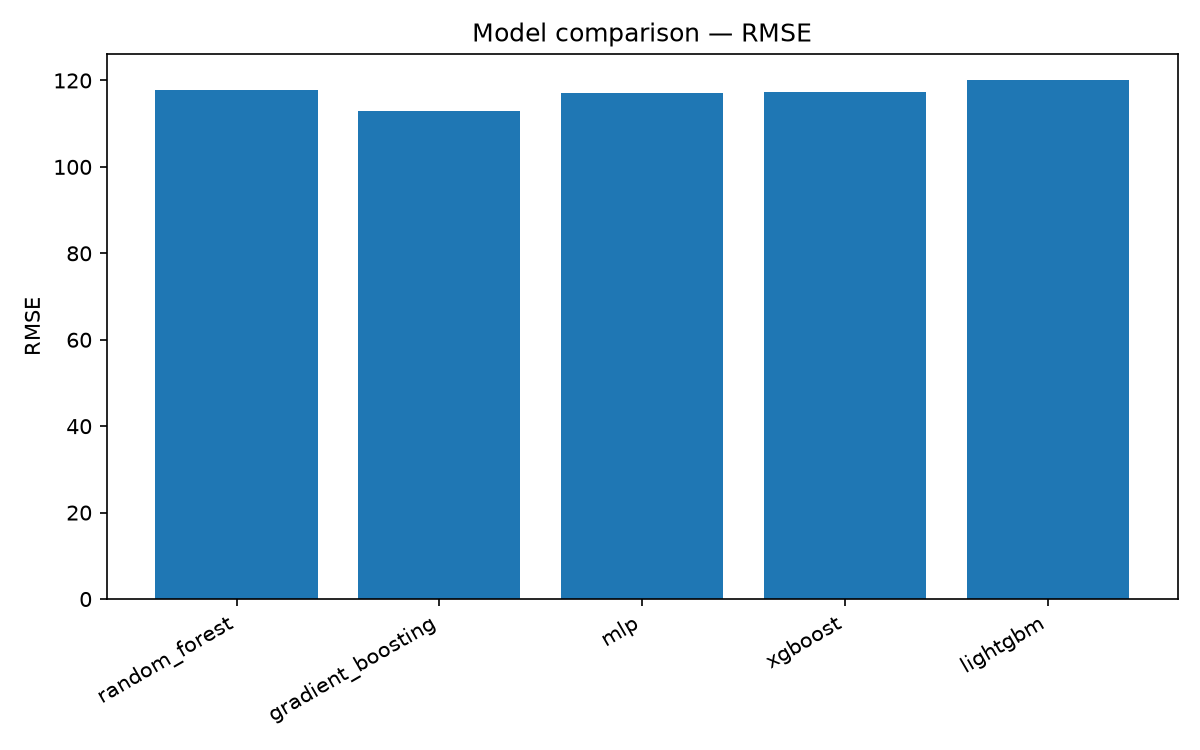 Model comparison — RMSE
RMSE
120
100
80
60
40
20
0
random_forest
gradient_boosting
mlp
xgboost
lightgbm